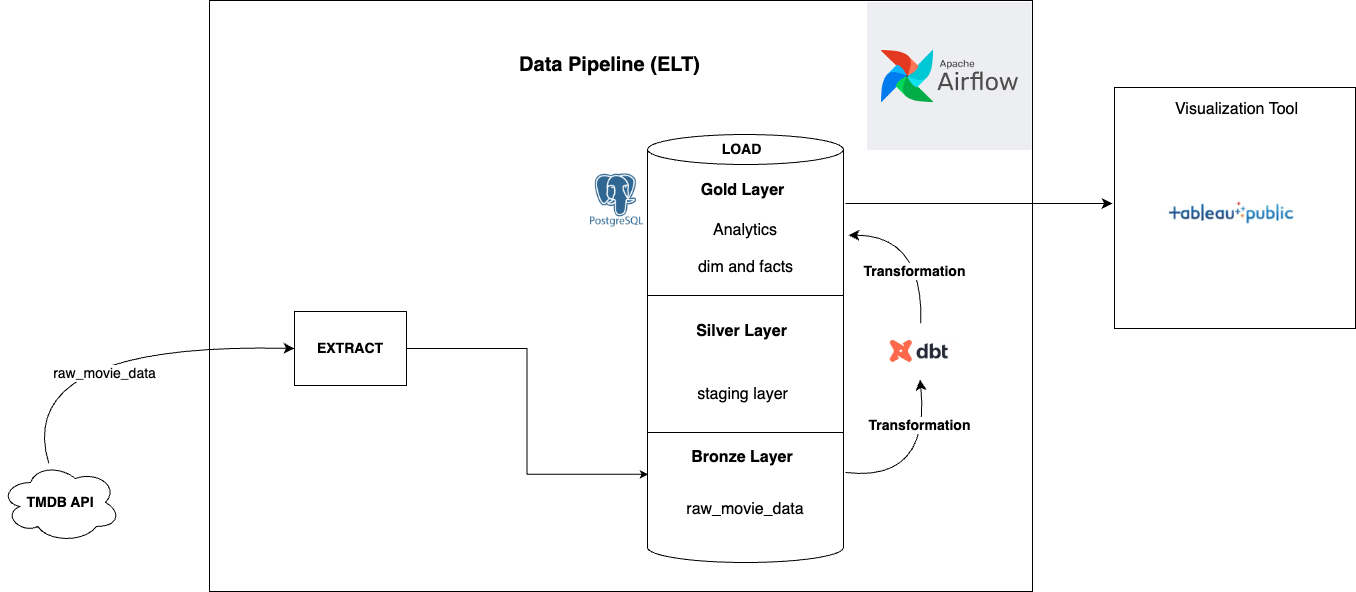 Data Pipeline (ELT)
Apache
Airflow
Visualization Tool
tableau public
LOAD
PostgreSQL
Gold Layer
Analytics
dim and facts
Transformation
Silver Layer
staging layer
dbt
Transformation
Bronze Layer
raw_movie_data
EXTRACT
raw_movie_data
TMDB API